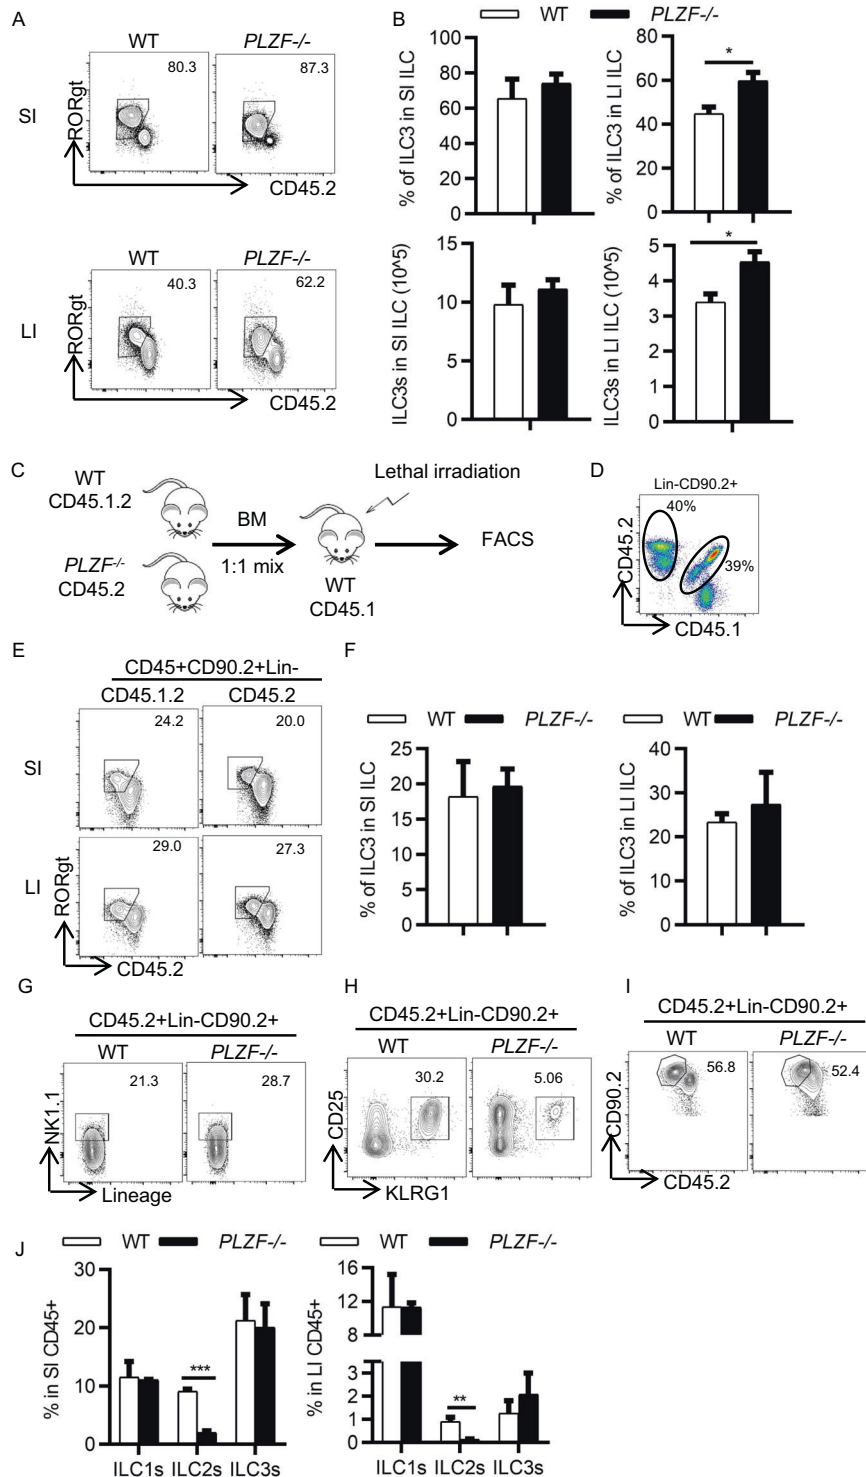 A
WT
PLZF-/-
SI
RORgt
80.3
87.3
CD45.2
WT
PLZF-/-
LI
RORgt
40.3
62.2
CD45.2
B
WT
PLZF-/-
% of ILC3 in SI ILC
100
80
60
40
20
0
% of ILC3 in LI ILC
80
60
40
20
0
*
ILC3s in SI ILC (10^5)
15
10
5
0
ILC3s in LI ILC (10^5)
5
4
3
2
1
0
*
C
WT
CD45.1.2
PLZF-/-
CD45.2
BM
1:1 mix
Lethal irradiation
WT
CD45.1
FACS
D
Lin-CD90.2+
40%
39%
CD45.2
CD45.1
E
CD45+CD90.2+Lin-
CD45.1.2
CD45.2
SI
24.2
20.0
LI
29.0
27.3
RORgt
CD45.2
F
WT
PLZF-/-
% of ILC3 in SI ILC
25
20
15
10
5
0
WT
PLZF-/-
% of ILC3 in LI ILC
40
30
20
10
0
G
CD45.2+Lin-CD90.2+
WT
PLZF-/-
21.3
28.7
NK1.1
Lineage
H
CD45.2+Lin-CD90.2+
WT
PLZF-/-
30.2
5.06
CD25
KLRG1
I
CD45.2+Lin-CD90.2+
WT
PLZF-/-
56.8
52.4
CD90.2
CD45.2
J
WT
PLZF-/-
% in SI CD45+
30
20
10
0
***
ILC1s ILC2s ILC3s
WT
PLZF-/-
% in LI CD45+
16
12
8
3
2
1
0
**
ILC1s ILC2s ILC3s